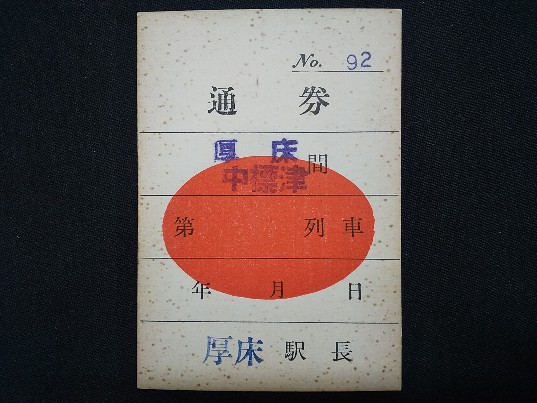 No. 92
通券
厚床
間
中標津
第 列車
年 月 日
厚床駅長